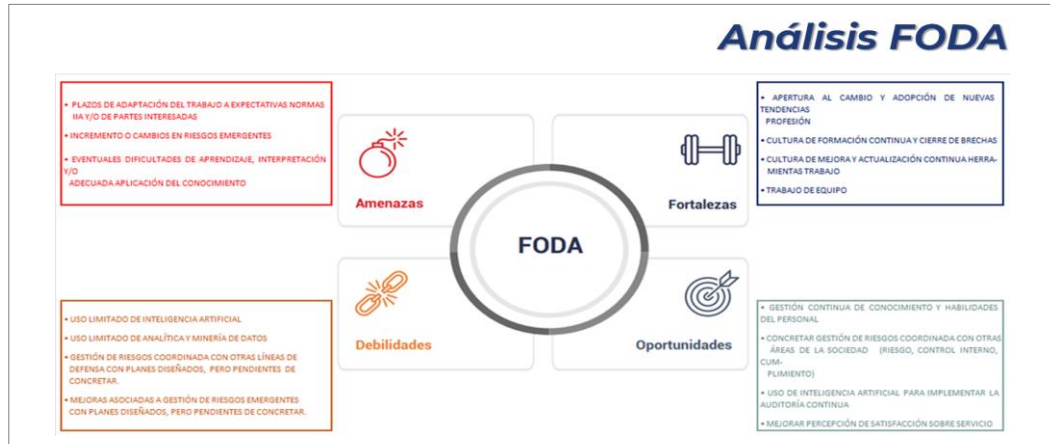 Análisis FODA
• PLAZOS DE ADAPTACIÓN DEL TRABAJO A EXPECTATIVAS NORMAS
IIA Y/O DE PARTES INTERESADAS
• INCREMENTO O CAMBIOS EN RIESGOS EMERGENTES
• EVENTUALES DIFICULTADES DE APRENDIZAJE, INTERPRETACIÓN
Y/O
ADECUADA APLICACIÓN DEL CONOCIMIENTO
Amenazas
Fortalezas
• APERTURA AL CAMBIO Y ADOPCIÓN DE NUEVAS
TENDENCIAS
PROFESIÓN
• CULTURA DE FORMACIÓN CONTINUA Y CIERRE DE BRECHAS
• CULTURA DE MEJORA Y ACTUALIZACIÓN CONTINUA HERRA-
MIENTAS TRABAJO
• TRABAJO DE EQUIPO
FODA
• USO LIMITADO DE INTELIGENCIA ARTIFICIAL
• USO LIMITADO DE ANALÍTICA Y MINERÍA DE DATOS
• GESTIÓN DE RIESGOS COORDINADA CON OTRAS LÍNEAS DE
DEFENSA CON PLANES DISEÑADOS, PERO PENDIENTES DE
CONCRETAR.
• MEJORAS ASOCIADAS A GESTIÓN DE RIESGOS EMERGENTES
CON PLANES DISEÑADOS, PERO PENDIENTES DE CONCRETAR.
Debilidades
Oportunidades
• GESTIÓN CONTINUA DE CONOCIMIENTO Y HABILIDADES
DEL PERSONAL
• CONCRETAR GESTIÓN DE RIESGOS COORDINADA CON OTRAS
ÁREAS DE LA SOCIEDAD (RIESGO, CONTROL INTERNO,
CUM-
PLIMIENTO)
• USO DE INTELIGENCIA ARTIFICIAL PARA IMPLEMENTAR LA
AUDITORÍA CONTINUA
• MEJORAR PERCEPCIÓN DE SATISFACCIÓN SOBRE SERVICIO